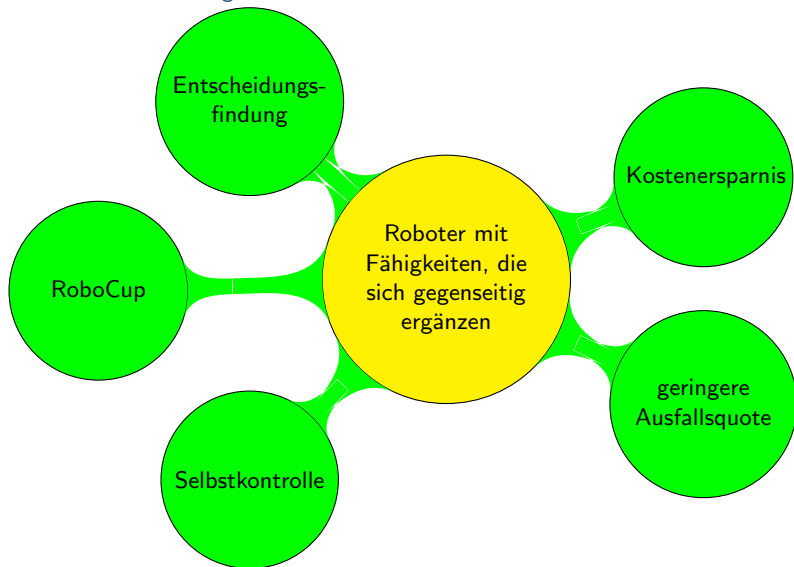 Entscheidungs-
findung
Kostenersparnis
Roboter mit
Fähigkeiten, die
sich gegenseitig
ergänzen
RoboCup
geringere
Ausfallsquote
Selbstkontrolle